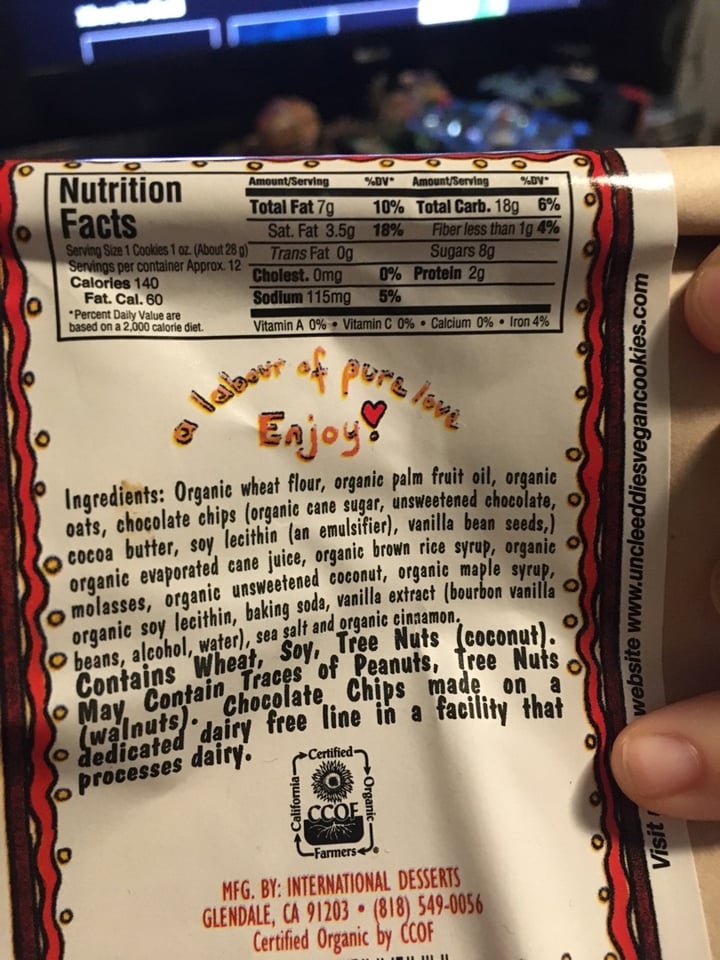 Nutrition
Facts
Serving Size 1 Cookies 1 oz. (About 28 g)
Servings per container Approx. 12
Calories 140
Fat. Cal. 60
*Percent Daily Value are
based on a 2,000 calorie diet.
Amount/Serving %DV* Amount/Serving %DV*
Total Fat 7g 10% Total Carb. 18g 6%
Sat. Fat 3.5g 18% Fiber less than 1g 4%
Trans Fat 0g Sugars 8g
Cholest. 0mg 0% Protein 2g
Sodium 115mg 5%
Vitamin A 0% • Vitamin C 0% • Calcium 0% • Iron 4%
a labour of pure love
Enjoy!
Ingredients: Organic wheat flour, organic palm fruit oil, organic
oats, chocolate chips (organic cane sugar, unsweetened chocolate,
cocoa butter, soy lecithin (an emulsifier), vanilla bean seeds,)
organic evaporated cane juice, organic brown rice syrup, organic
molasses, organic unsweetened coconut, organic maple syrup,
organic soy lecithin, baking soda, vanilla extract (bourbon vanilla
beans, alcohol, water), sea salt and organic cinnamon.
Contains Wheat, Soy, Tree Nuts (coconut).
May Contain Traces of Peanuts, Tree Nuts
(walnuts). Chocolate Chips made on a
dedicated dairy free line in a facility that
processes dairy.
Certified
California
Organic
CCOF
Farmers
MFG. BY: INTERNATIONAL DESSERTS
GLENDALE, CA 91203 • (818) 549-0056
Certified Organic by CCOF
Visit website www.uncleeddiesvegancookies.com